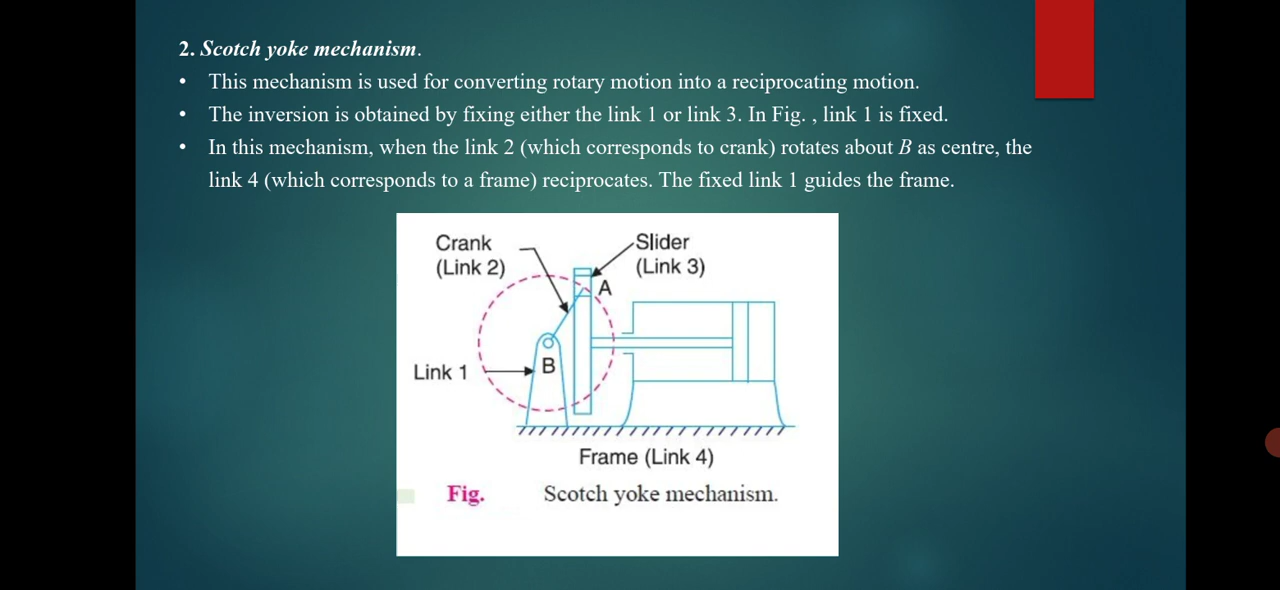 2. Scotch yoke mechanism.
• This mechanism is used for converting rotary motion into a reciprocating motion.
• The inversion is obtained by fixing either the link 1 or link 3. In Fig. , link 1 is fixed.
• In this mechanism, when the link 2 (which corresponds to crank) rotates about B as centre, the
link 4 (which corresponds to a frame) reciprocates. The fixed link 1 guides the frame.
Crank
(Link 2)
Slider
(Link 3)
A
B
Link 1
Frame (Link 4)
Fig. Scotch yoke mechanism.